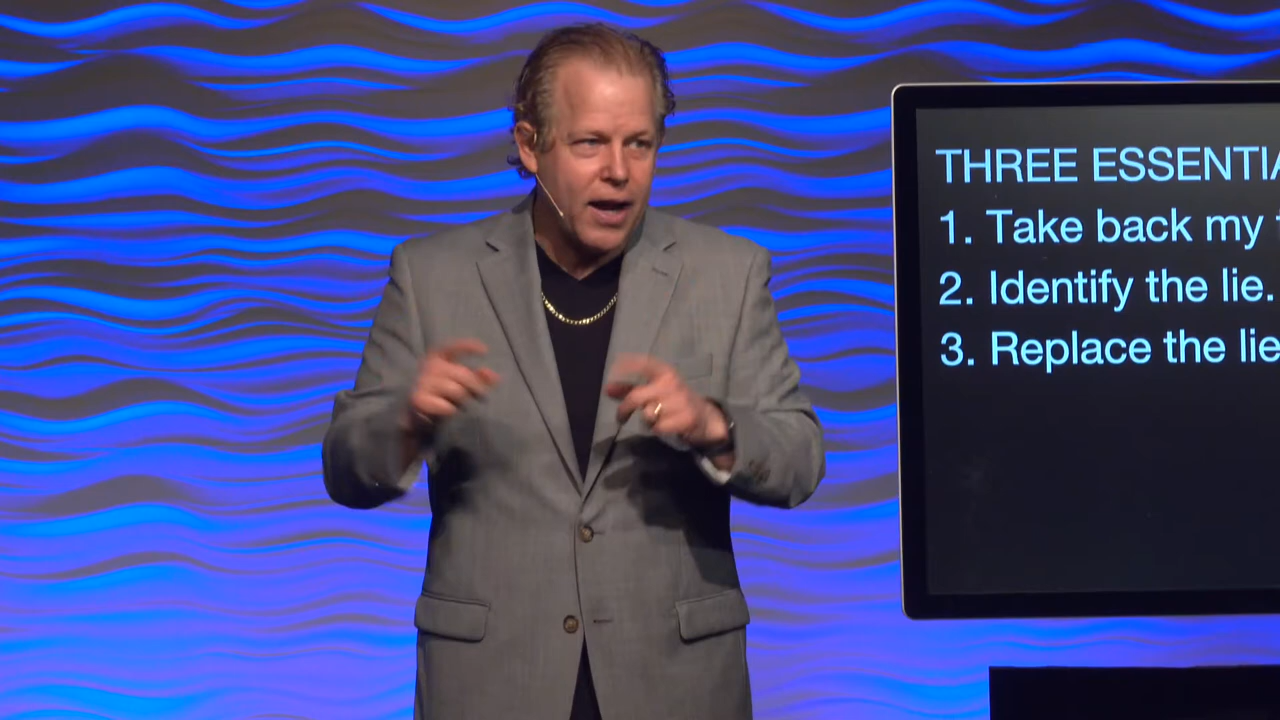 THREE ESSENTIA
1. Take back my
2. Identify the lie.
3. Replace the lie